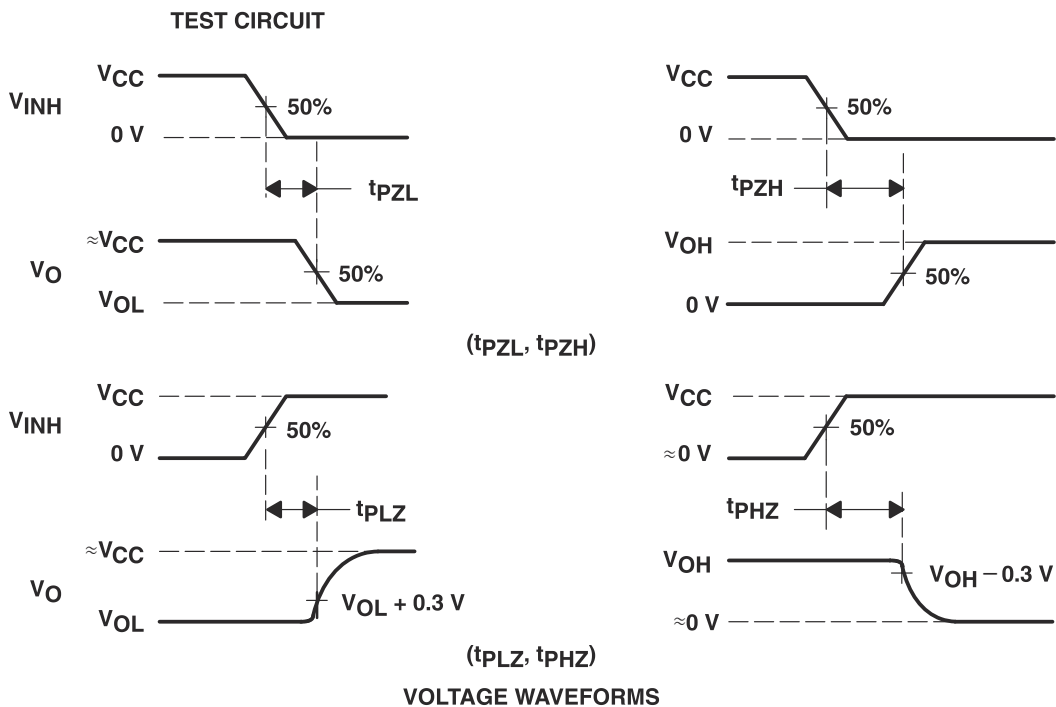 TEST CIRCUIT
VCC
VINH
50%
0 V
tPZL
≈VCC
VO
50%
VOL
VCC
50%
0 V
tPZH
VOH
50%
0 V
(tPZL, tPZH)
VCC
VINH
50%
0 V
tPLZ
≈VCC
VO
VOL + 0.3 V
VOL
VCC
50%
≈0 V
tPHZ
VOH
VOH − 0.3 V
≈0 V
(tPLZ, tPHZ)
VOLTAGE WAVEFORMS